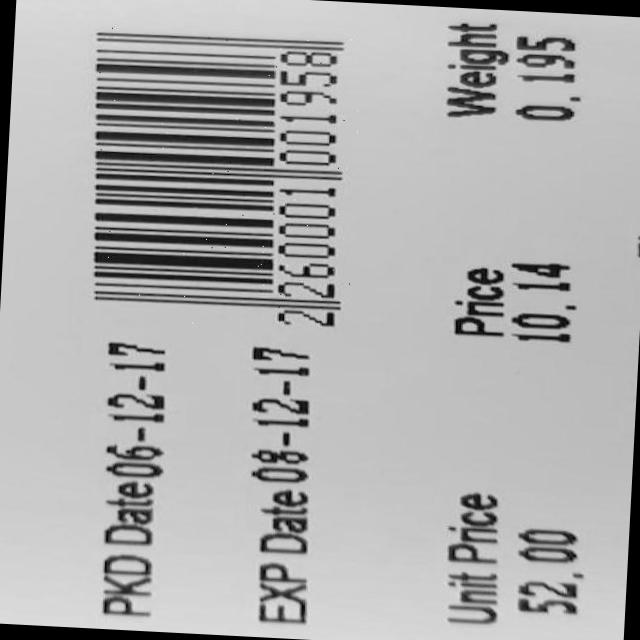 PKD Date 06-12-17
EXP Date 08-12-17
2 260001 001958
Unit Price Price Weight
52.00 10.14 0.195